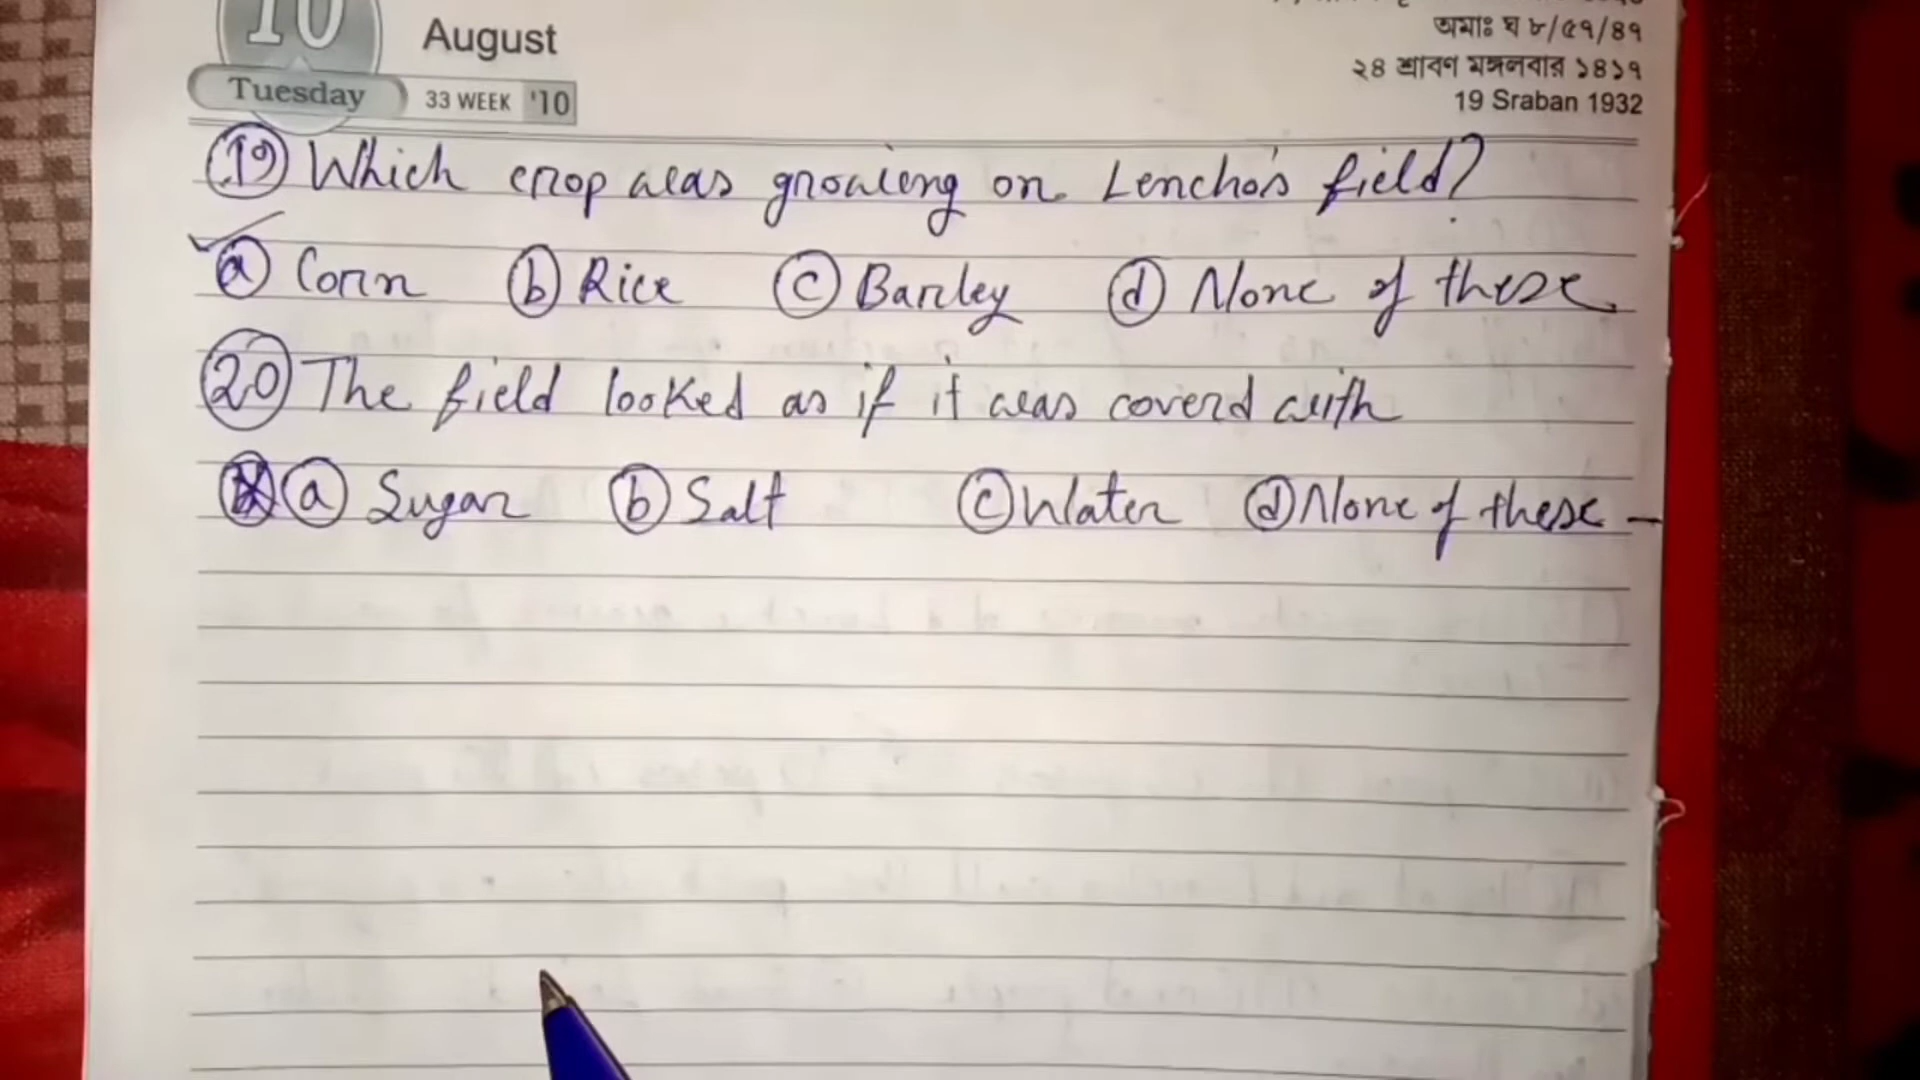 10
August
Tuesday
33 WEEK '10
অমাঃ ঘ ৮/৫৭/৪৭
২৪ শ্রাবণ মঙ্গলবার ১৪১৭
19 Sraban 1932
19 Which crop was growing on Lencho's field?
a Corn b Rice c Barley d None of these
20 The field looked as if it was coverd with
a Sugar b Salt c Water d None of these